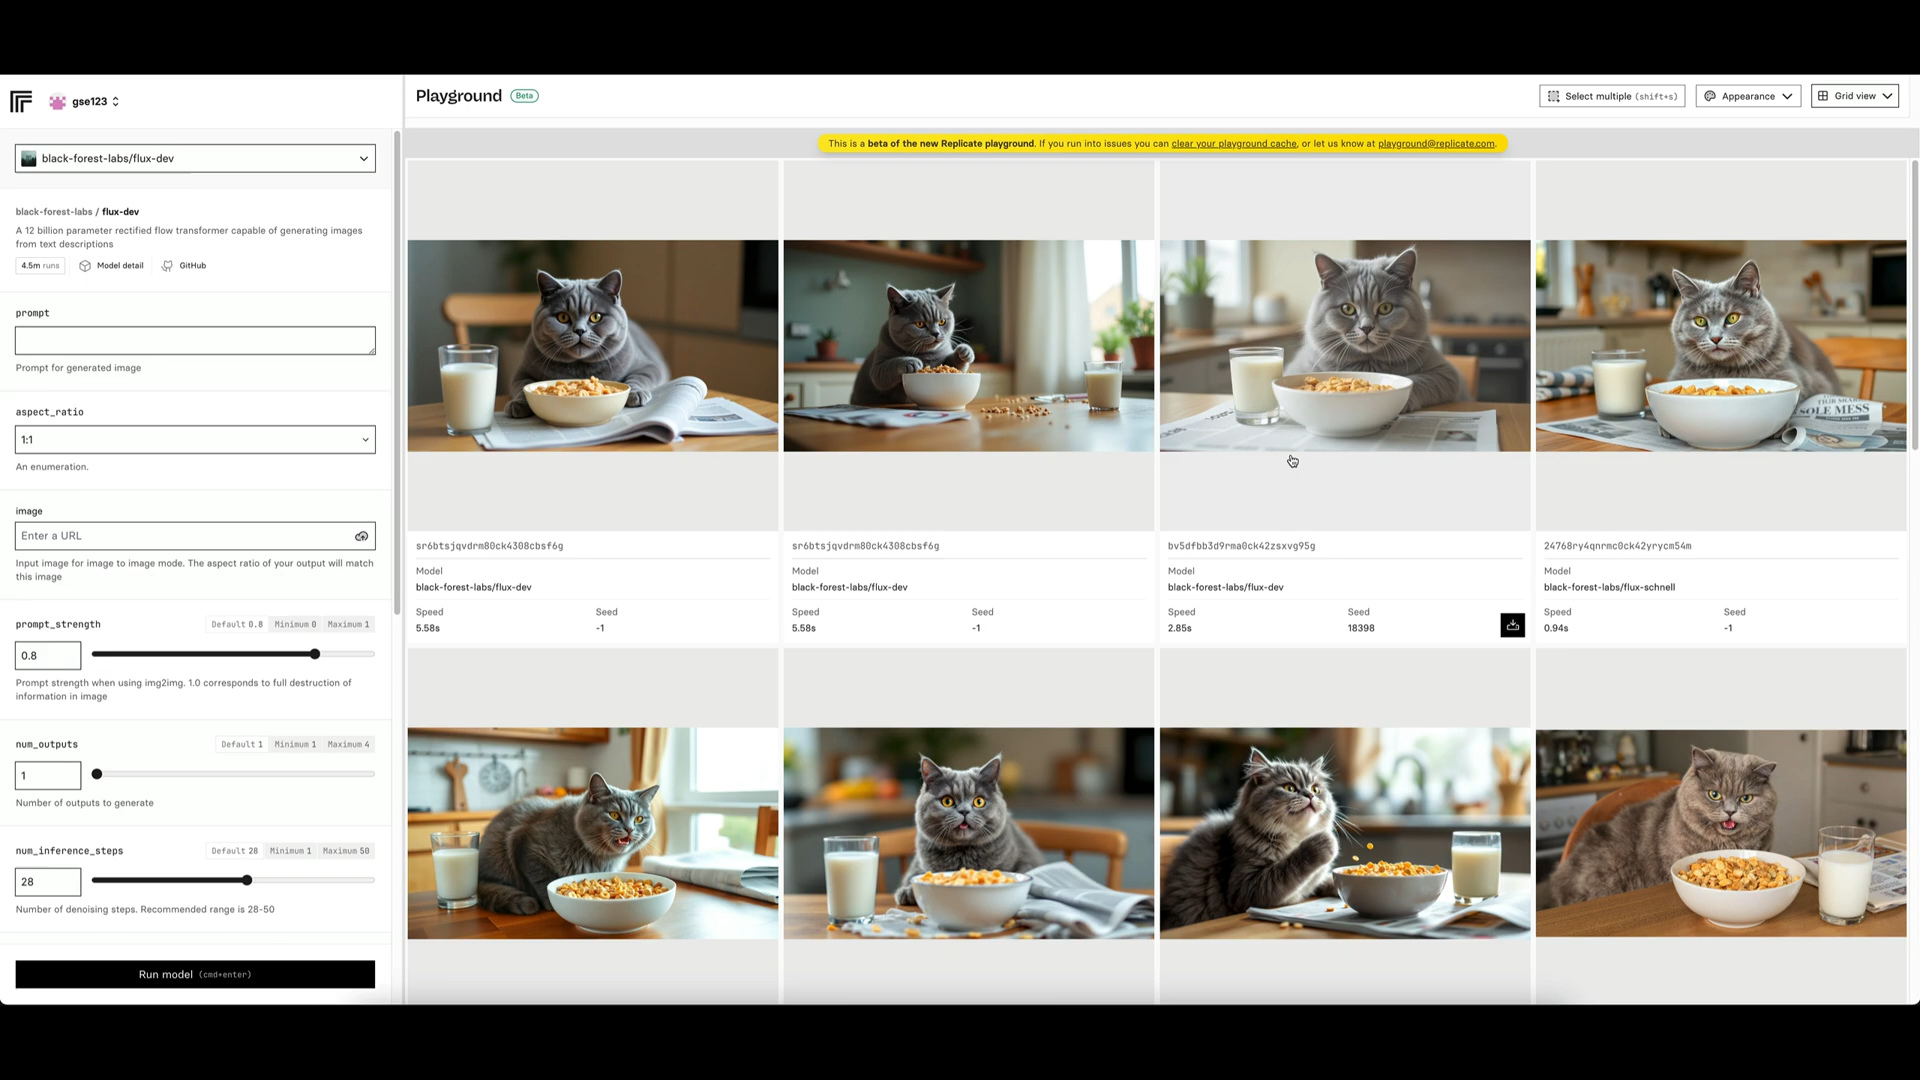 gse123
Playground Beta
Select multiple (shift+s)
Appearance
Grid view
This is a beta of the new Replicate playground. If you run into issues you can clear your playground cache, or let us know at playground@replicate.com.
black-forest-labs/flux-dev
black-forest-labs / flux-dev
A 12 billion parameter rectified flow transformer capable of generating images
from text descriptions
4.5m runs
Model detail
GitHub
prompt
Prompt for generated image
aspect_ratio
1:1
An enumeration.
image
Enter a URL
Input image for image to image mode. The aspect ratio of your output will match
this image
prompt_strength
Default 0.8
Minimum 0
Maximum 1
0.8
Prompt strength when using img2img. 1.0 corresponds to full destruction of
information in image
num_outputs
Default 1
Minimum 1
Maximum 4
1
Number of outputs to generate
num_inference_steps
Default 28
Minimum 1
Maximum 50
28
Number of denoising steps. Recommended range is 28-50
Run model (cmd+enter)
SOLE MESS
sr6btsjqvdrm80ck4308cbsf6g
Model
black-forest-labs/flux-dev
Speed
Seed
5.58s
-1
sr6btsjqvdrm80ck4308cbsf6g
Model
black-forest-labs/flux-dev
Speed
Seed
5.58s
-1
bv5dfbb3d9rma0ck42zsxvg95g
Model
black-forest-labs/flux-dev
Speed
Seed
2.85s
18398
24768ry4qnrmc0ck42yrycm54m
Model
black-forest-labs/flux-schnell
Speed
Seed
0.94s
-1